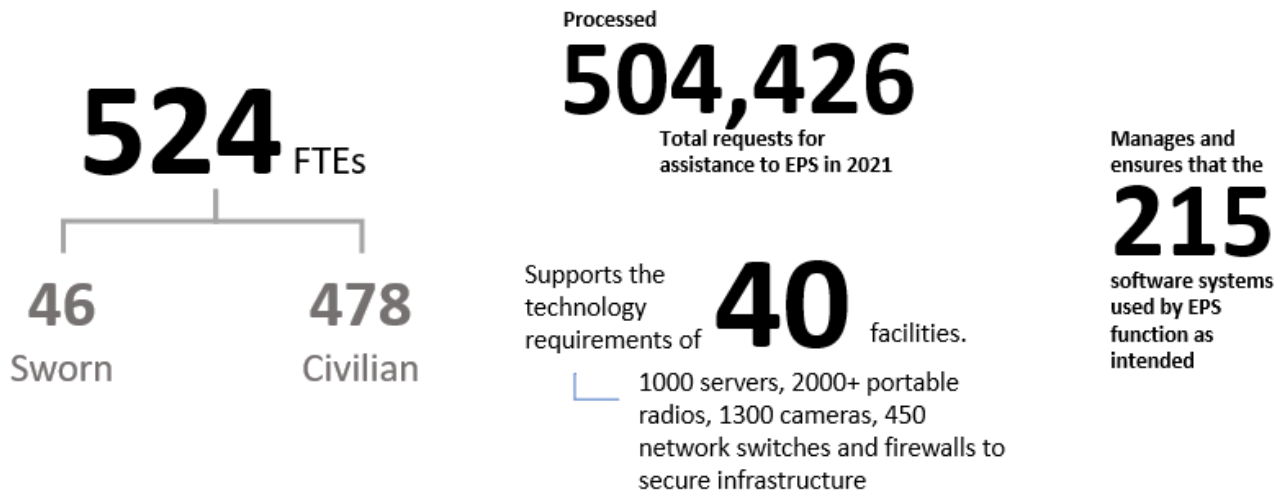 524 FTEs
46
Sworn
478
Civilian
Processed
504,426
Total requests for
assistance to EPS in 2021
Supports the
technology
requirements of 40 facilities.
1000 servers, 2000+ portable
radios, 1300 cameras, 450
network switches and firewalls to
secure infrastructure
Manages and
ensures that the
215
software systems
used by EPS
function as
intended